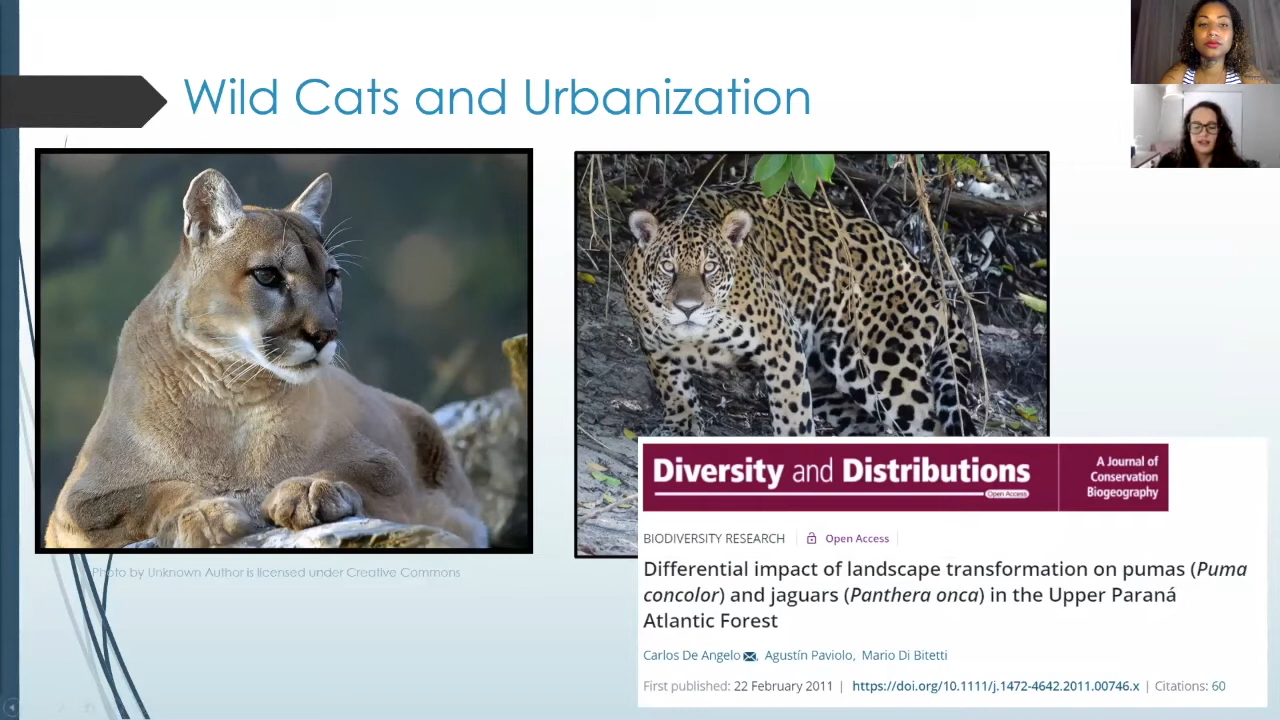 Wild Cats and Urbanization
Photo by Unknown Author is licensed under Creative Commons
Diversity and Distributions
Open Access
A Journal of
Conservation
Biogeography
BIODIVERSITY RESEARCH | Open Access |
Differential impact of landscape transformation on pumas (Puma
concolor) and jaguars (Panthera onca) in the Upper Paraná
Atlantic Forest
Carlos De Angelo, Agustín Paviolo, Mario Di Bitetti
First published: 22 February 2011 | https://doi.org/10.1111/j.1472-4642.2011.00746.x | Citations: 60